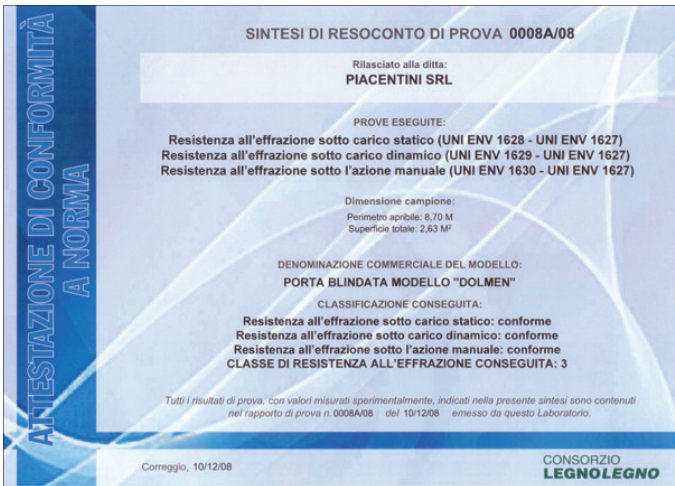 ATTESTAZIONE DI CONFORMITÀ
A NORMA
SINTESI DI RESOCONTO DI PROVA 0008A/08
Rilasciato alla ditta:
PIACENTINI SRL
PROVE ESEGUITE:
Resistenza all'effrazione sotto carico statico (UNI ENV 1628 - UNI ENV 1627)
Resistenza all'effrazione sotto carico dinamico (UNI ENV 1629 - UNI ENV 1627)
Resistenza all'effrazione sotto l'azione manuale (UNI ENV 1630 - UNI ENV 1627)
Dimensione campione:
Perimetro apribile: 8,70 M
Superficie totale: 2,63 M²
DENOMINAZIONE COMMERCIALE DEL MODELLO:
PORTA BLINDATA MODELLO "DOLMEN"
CLASSIFICAZIONE CONSEGUITA:
Resistenza all'effrazione sotto carico statico: conforme
Resistenza all'effrazione sotto carico dinamico: conforme
Resistenza all'effrazione sotto l'azione manuale: conforme
CLASSE DI RESISTENZA ALL'EFFRAZIONE CONSEGUITA: 3
Tutti i risultati di prova, con valori misurati sperimentalmente, indicati nella presente sintesi sono contenuti
nel rapporto di prova n. 0008A/08 del 10/12/08 emesso da questo Laboratorio.
Correggio, 10/12/08
CONSORZIO
LEGNOLEGNO